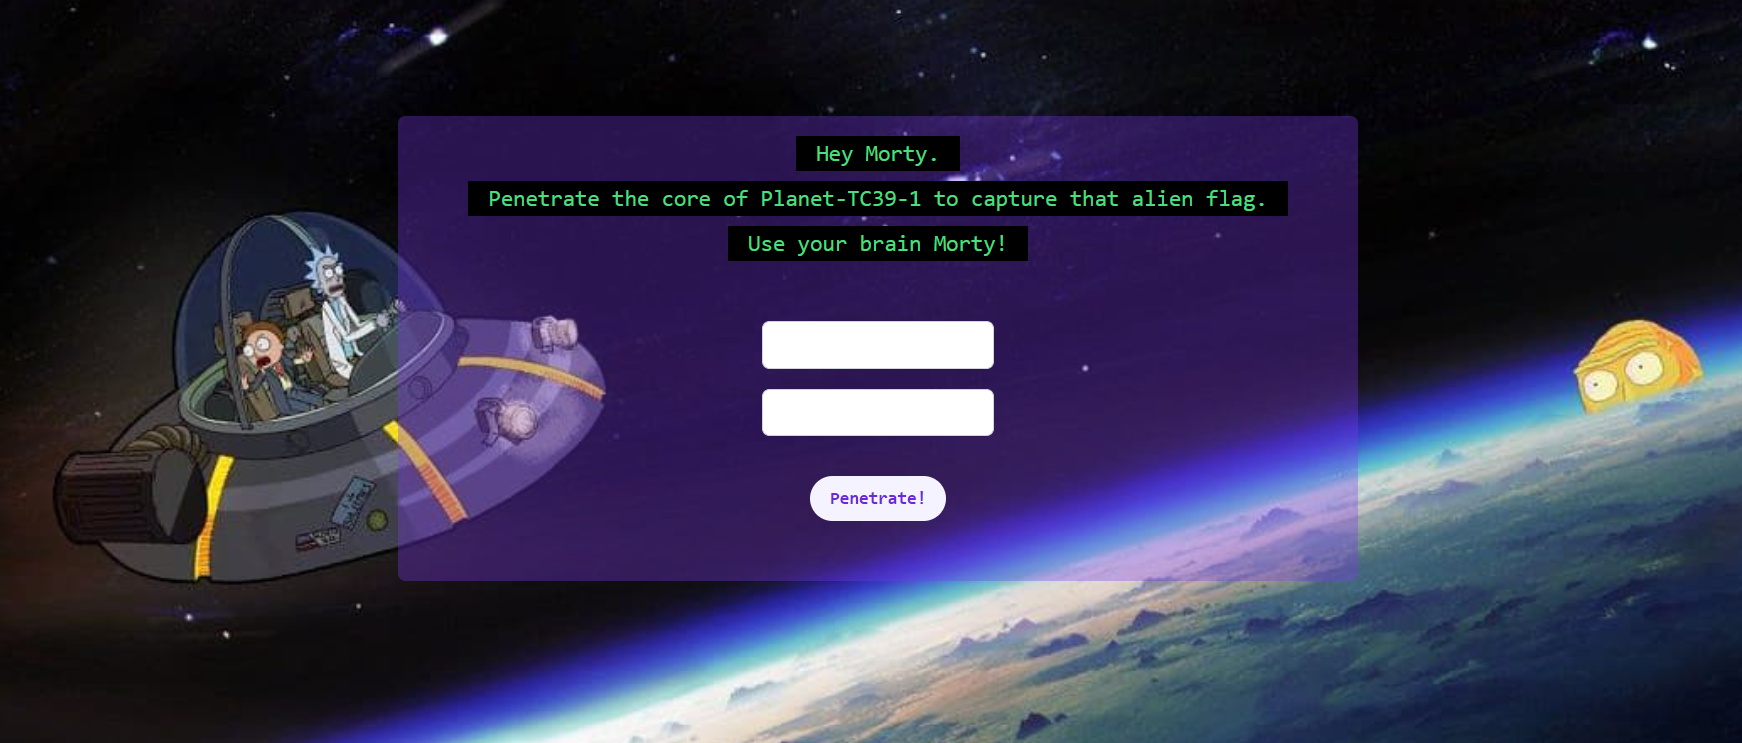 Hey Morty.
Penetrate the core of Planet-TC39-1 to capture that alien flag.
Use your brain Morty!
Penetrate!